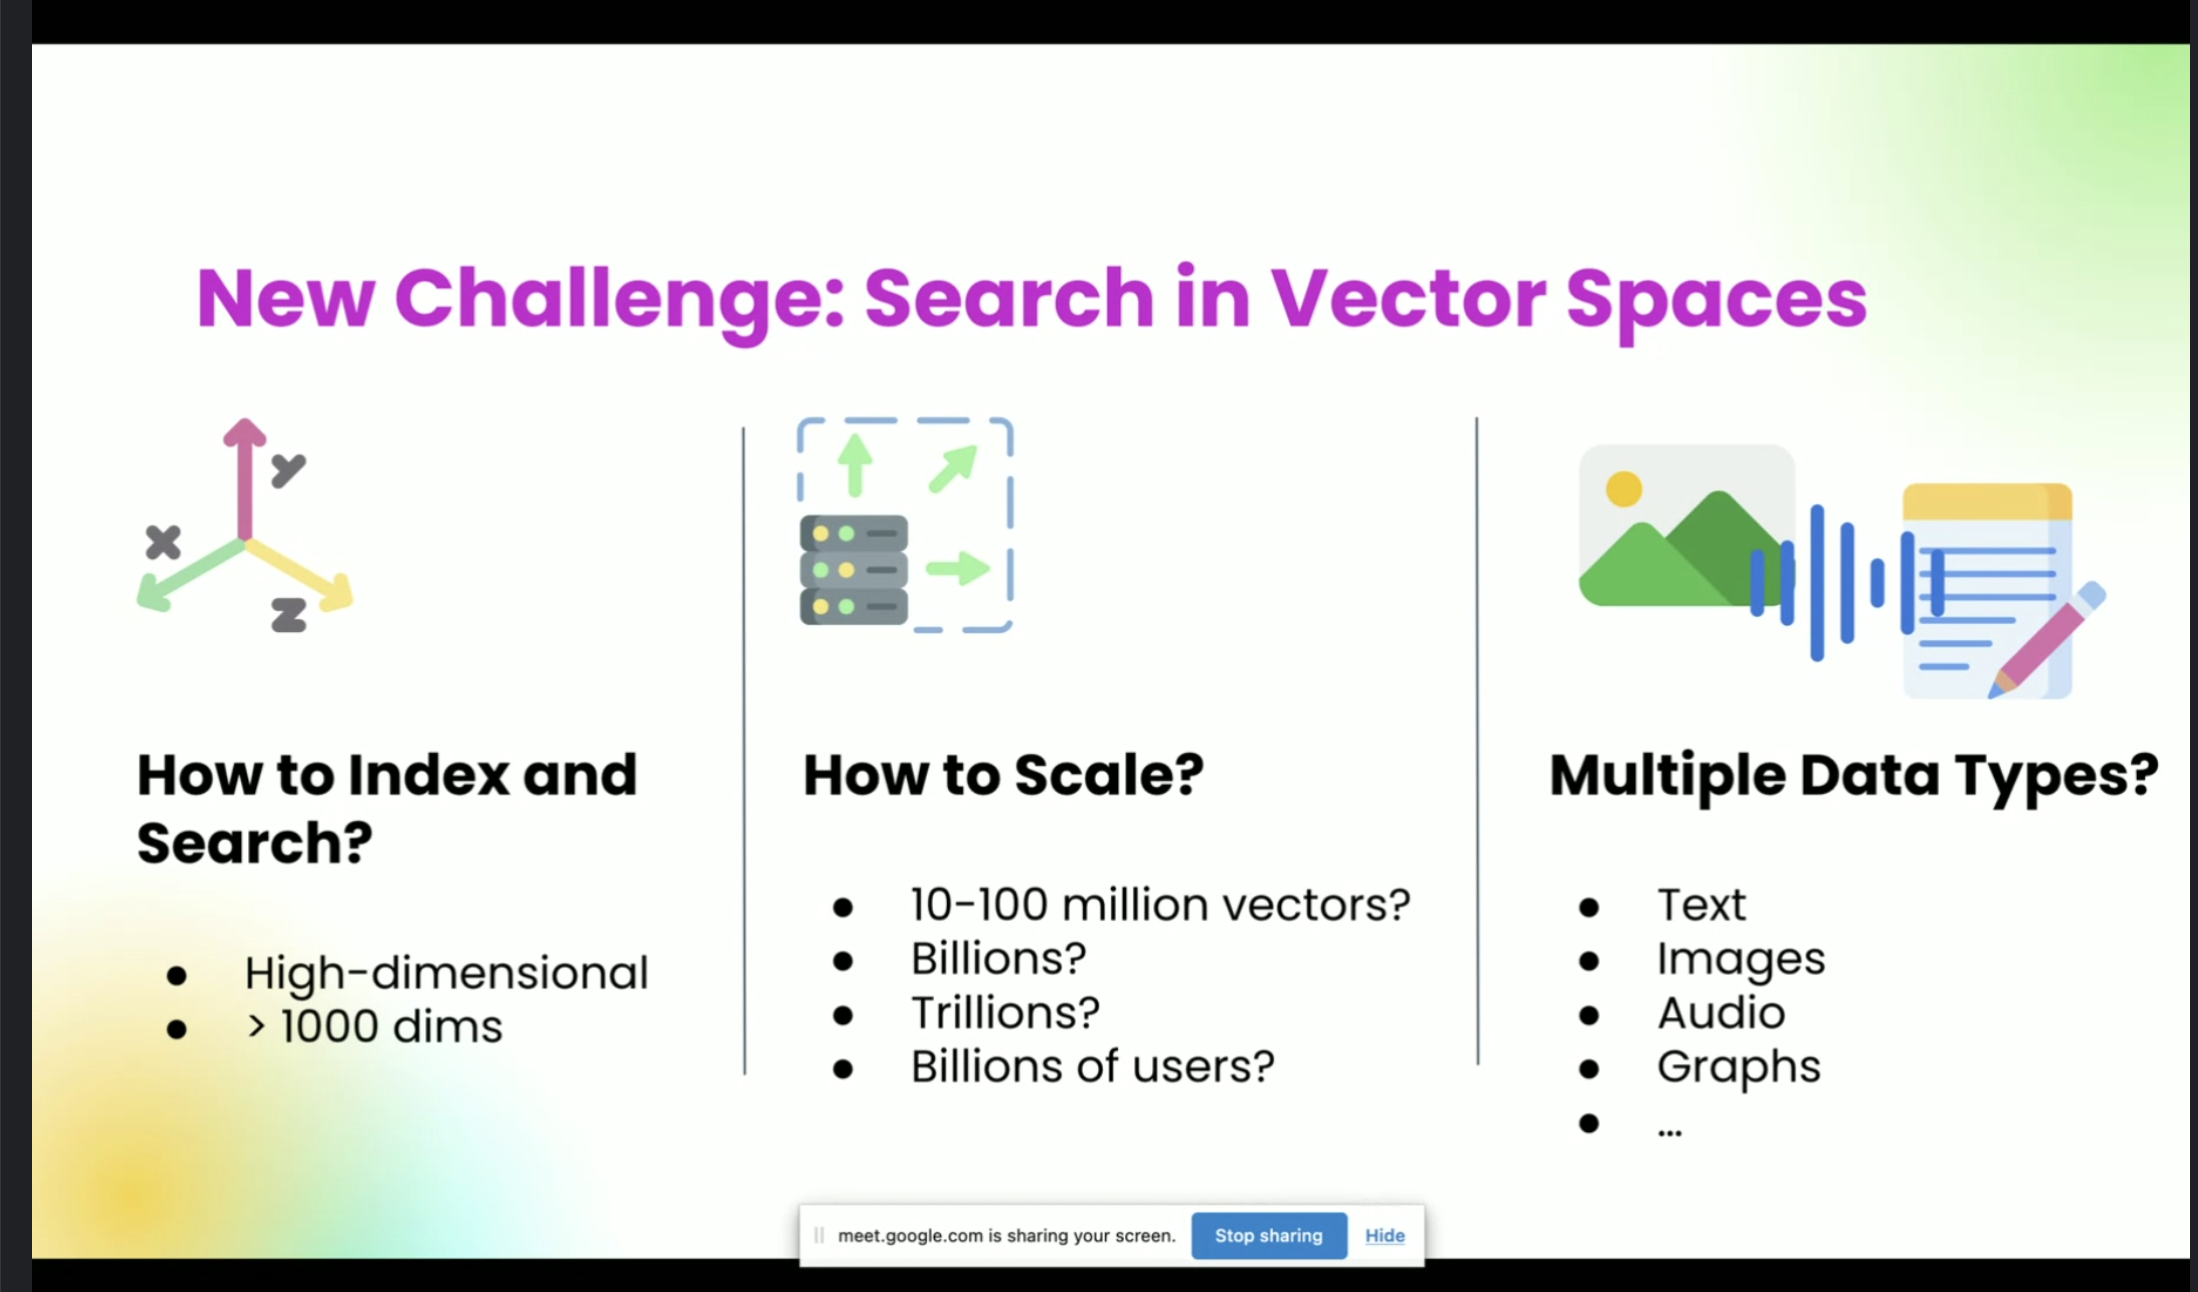 New Challenge: Search in Vector Spaces
Y
X
Z
How to Index and
Search?
● High-dimensional
● > 1000 dims
How to Scale?
● 10-100 million vectors?
● Billions?
● Trillions?
● Billions of users?
Multiple Data Types?
● Text
● Images
● Audio
● Graphs
● ...
meet.google.com is sharing your screen. Stop sharing Hide